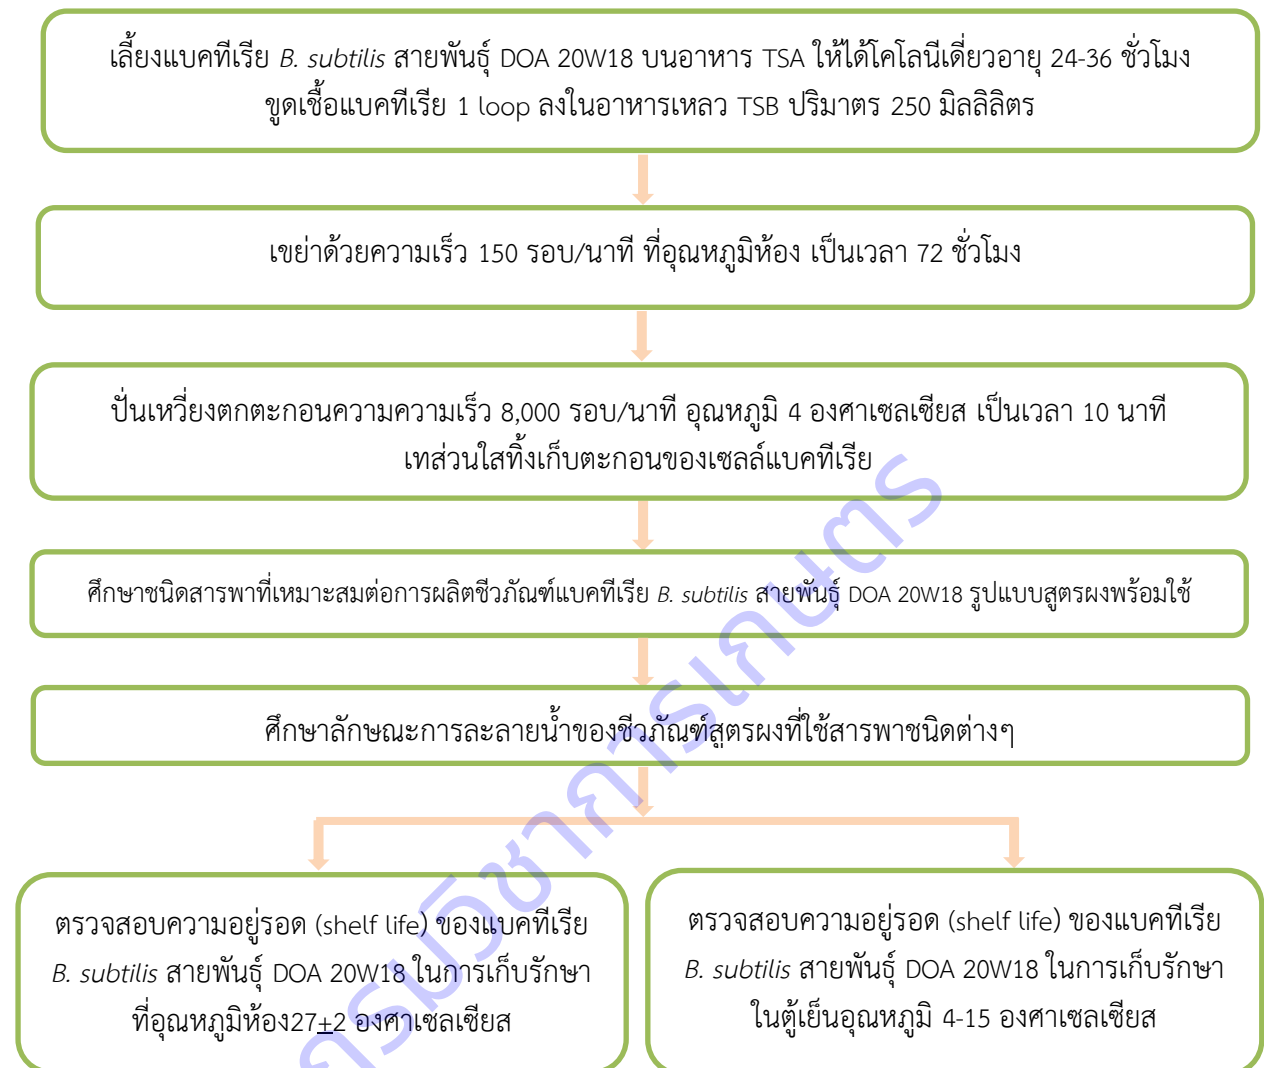 เลี้ยงแบคทีเรีย B. subtilis สายพันธุ์ DOA 20W18 บนอาหาร TSA ให้ได้โคโลนีเดี่ยวอายุ 24-36 ชั่วโมง
ขูดเชื้อแบคทีเรีย 1 loop ลงในอาหารเหลว TSB ปริมาตร 250 มิลลิลิตร
เขย่าด้วยความเร็ว 150 รอบ/นาที ที่อุณหภูมิห้อง เป็นเวลา 72 ชั่วโมง
ปั่นเหวี่ยงตกตะกอนความความเร็ว 8,000 รอบ/นาที อุณหภูมิ 4 องศาเซลเซียส เป็นเวลา 10 นาที
เทส่วนใสทิ้งเก็บตะกอนของเซลล์แบคทีเรีย
ศึกษาชนิดสารพาที่เหมาะสมต่อการผลิตชีวภัณฑ์แบคทีเรีย B. subtilis สายพันธุ์ DOA 20W18 รูปแบบสูตรผงพร้อมใช้
ศึกษาลักษณะการละลายน้ำของชีวภัณฑ์สูตรผงที่ใช้สารพาชนิดต่างๆ
ตรวจสอบความอยู่รอด (shelf life) ของแบคทีเรีย
B. subtilis สายพันธุ์ DOA 20W18 ในการเก็บรักษา
ที่อุณหภูมิห้อง27±2 องศาเซลเซียส
ตรวจสอบความอยู่รอด (shelf life) ของแบคทีเรีย
B. subtilis สายพันธุ์ DOA 20W18 ในการเก็บรักษา
ในตู้เย็นอุณหภูมิ 4-15 องศาเซลเซียส
กรมวิชาการเกษตร